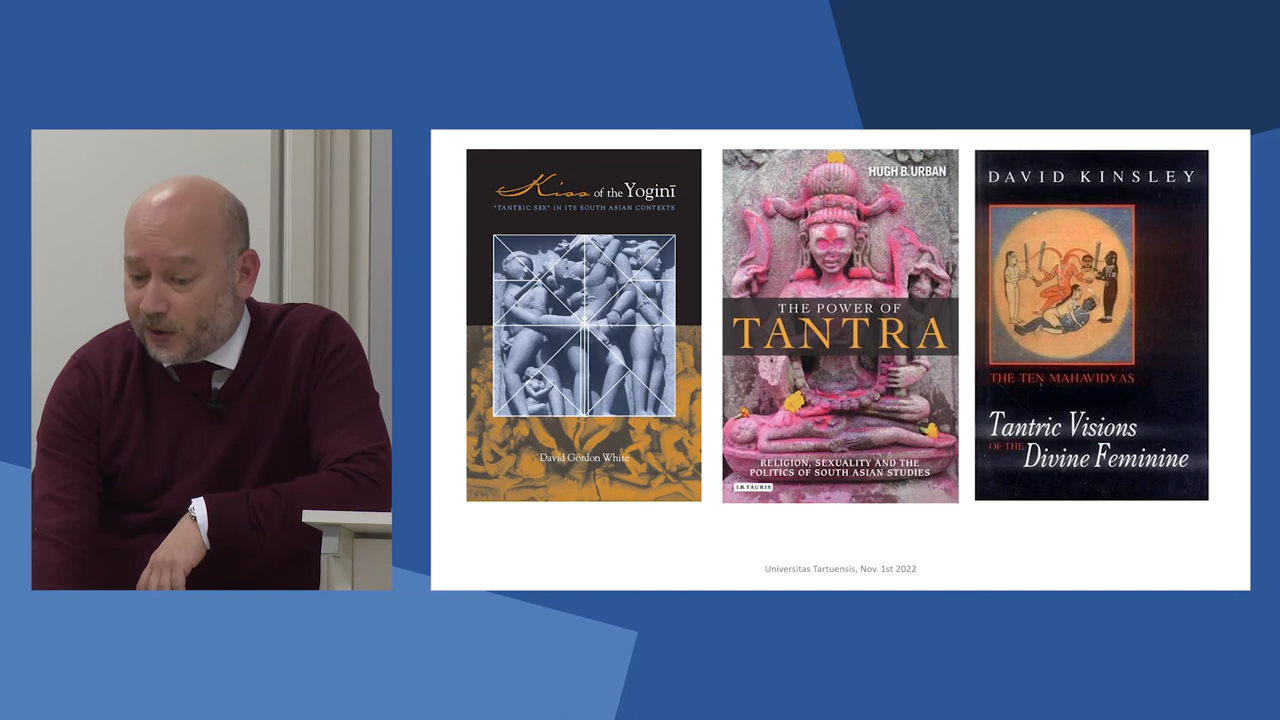 Kiss of the Yoginī
"TANTRIC SEX" IN ITS SOUTH ASIAN CONTEXTS
David Gordon White
HUGH B. URBAN
THE POWER OF
TANTRA
RELIGION, SEXUALITY AND THE
POLITICS OF SOUTH ASIAN STUDIES
I.B.TAURIS
DAVID KINSLEY
THE TEN MAHAVIDYAS
Tantric Visions
OF THE Divine Feminine
Universitas Tartuensis, Nov. 1st 2022